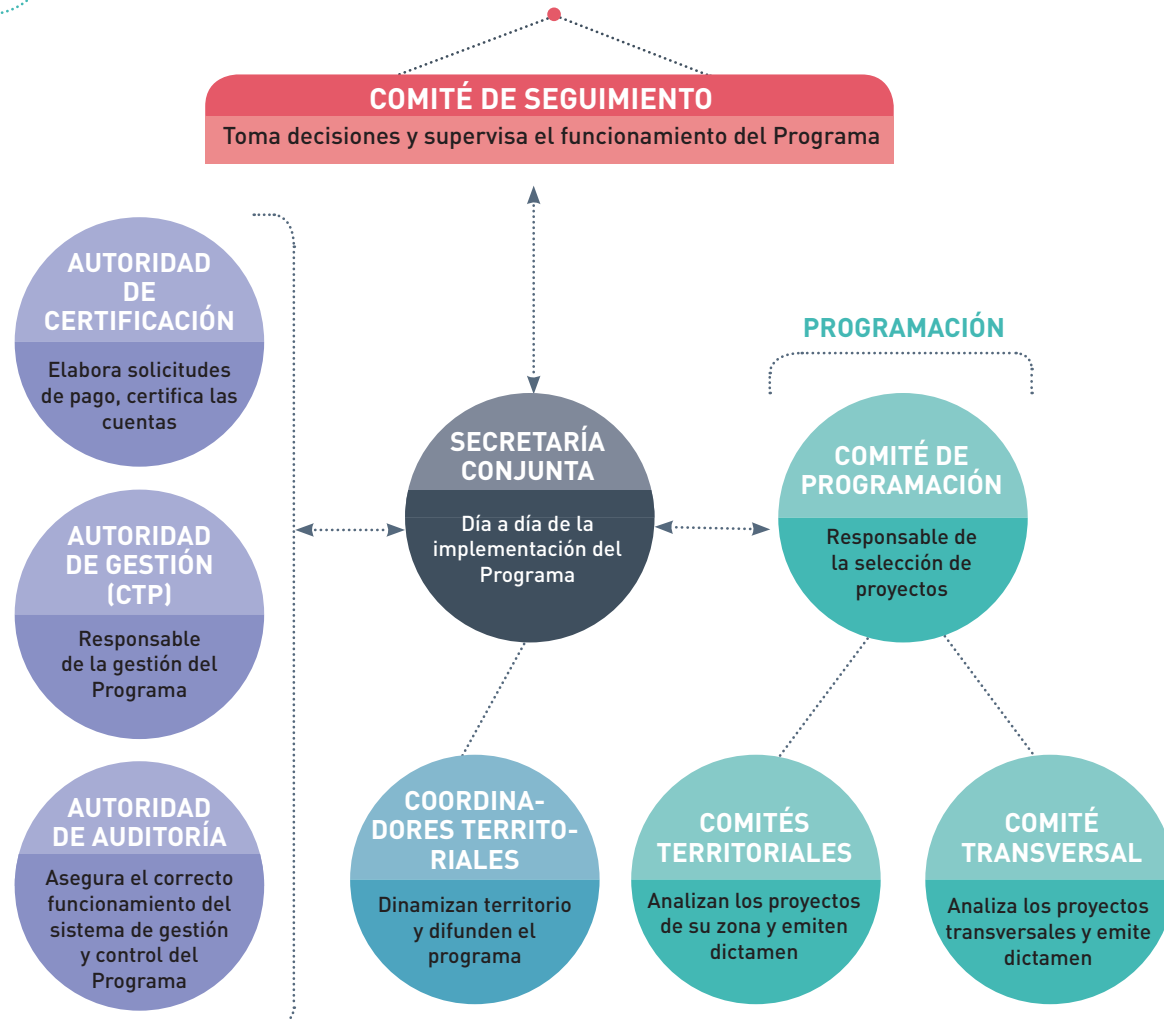 COMITÉ DE SEGUIMIENTO
Toma decisiones y supervisa el funcionamiento del Programa
AUTORIDAD
DE
CERTIFICACIÓN
Elabora solicitudes
de pago, certifica las
cuentas
AUTORIDAD
DE GESTIÓN
(CTP)
Responsable
de la gestión del
Programa
AUTORIDAD
DE AUDITORÍA
Asegura el correcto
funcionamiento del
sistema de gestión
y control del
Programa
SECRETARÍA
CONJUNTA
Día a día de la
implementación del
Programa
PROGRAMACIÓN
COMITÉ DE
PROGRAMACIÓN
Responsable de
la selección de
proyectos
COORDINA-
DORES TERRITO-
RIALES
Dinamizan territorio
y difunden el
programa
COMITÉS
TERRITORIALES
Analizan los proyectos
de su zona y emiten
dictamen
COMITÉ
TRANSVERSAL
Analiza los proyectos
transversales y emite
dictamen